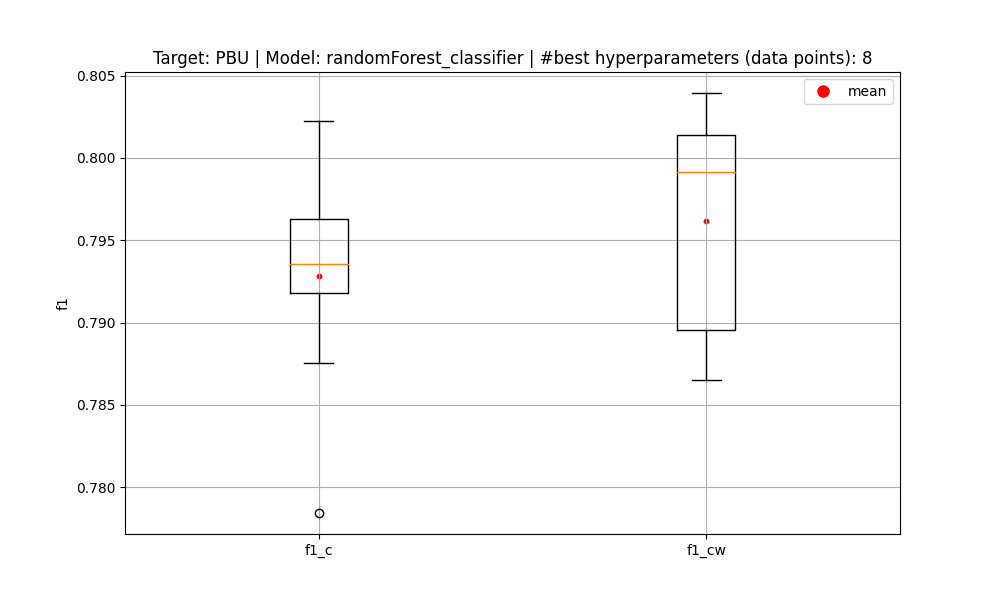 Target: PBU | Model: randomForest_classifier | #best hyperparameters (data points): 8
mean
0.805
0.800
0.795
0.790
0.785
0.780
f1
f1_c
f1_cw